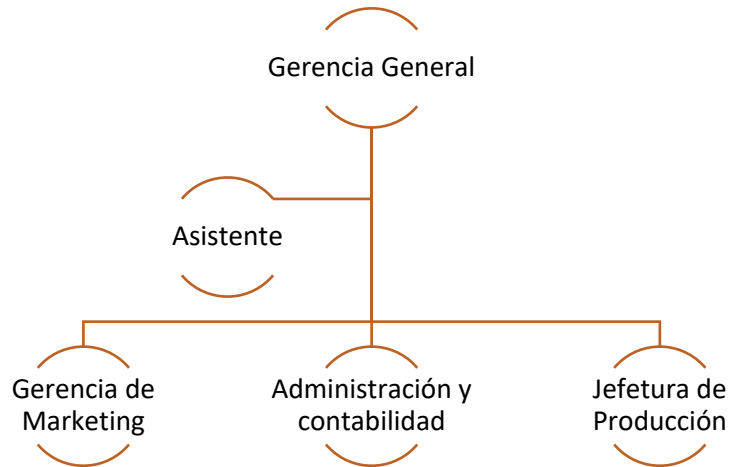 Gerencia General
Asistente
Gerencia de
Marketing
Administración y
contabilidad
Jefetura de
Producción